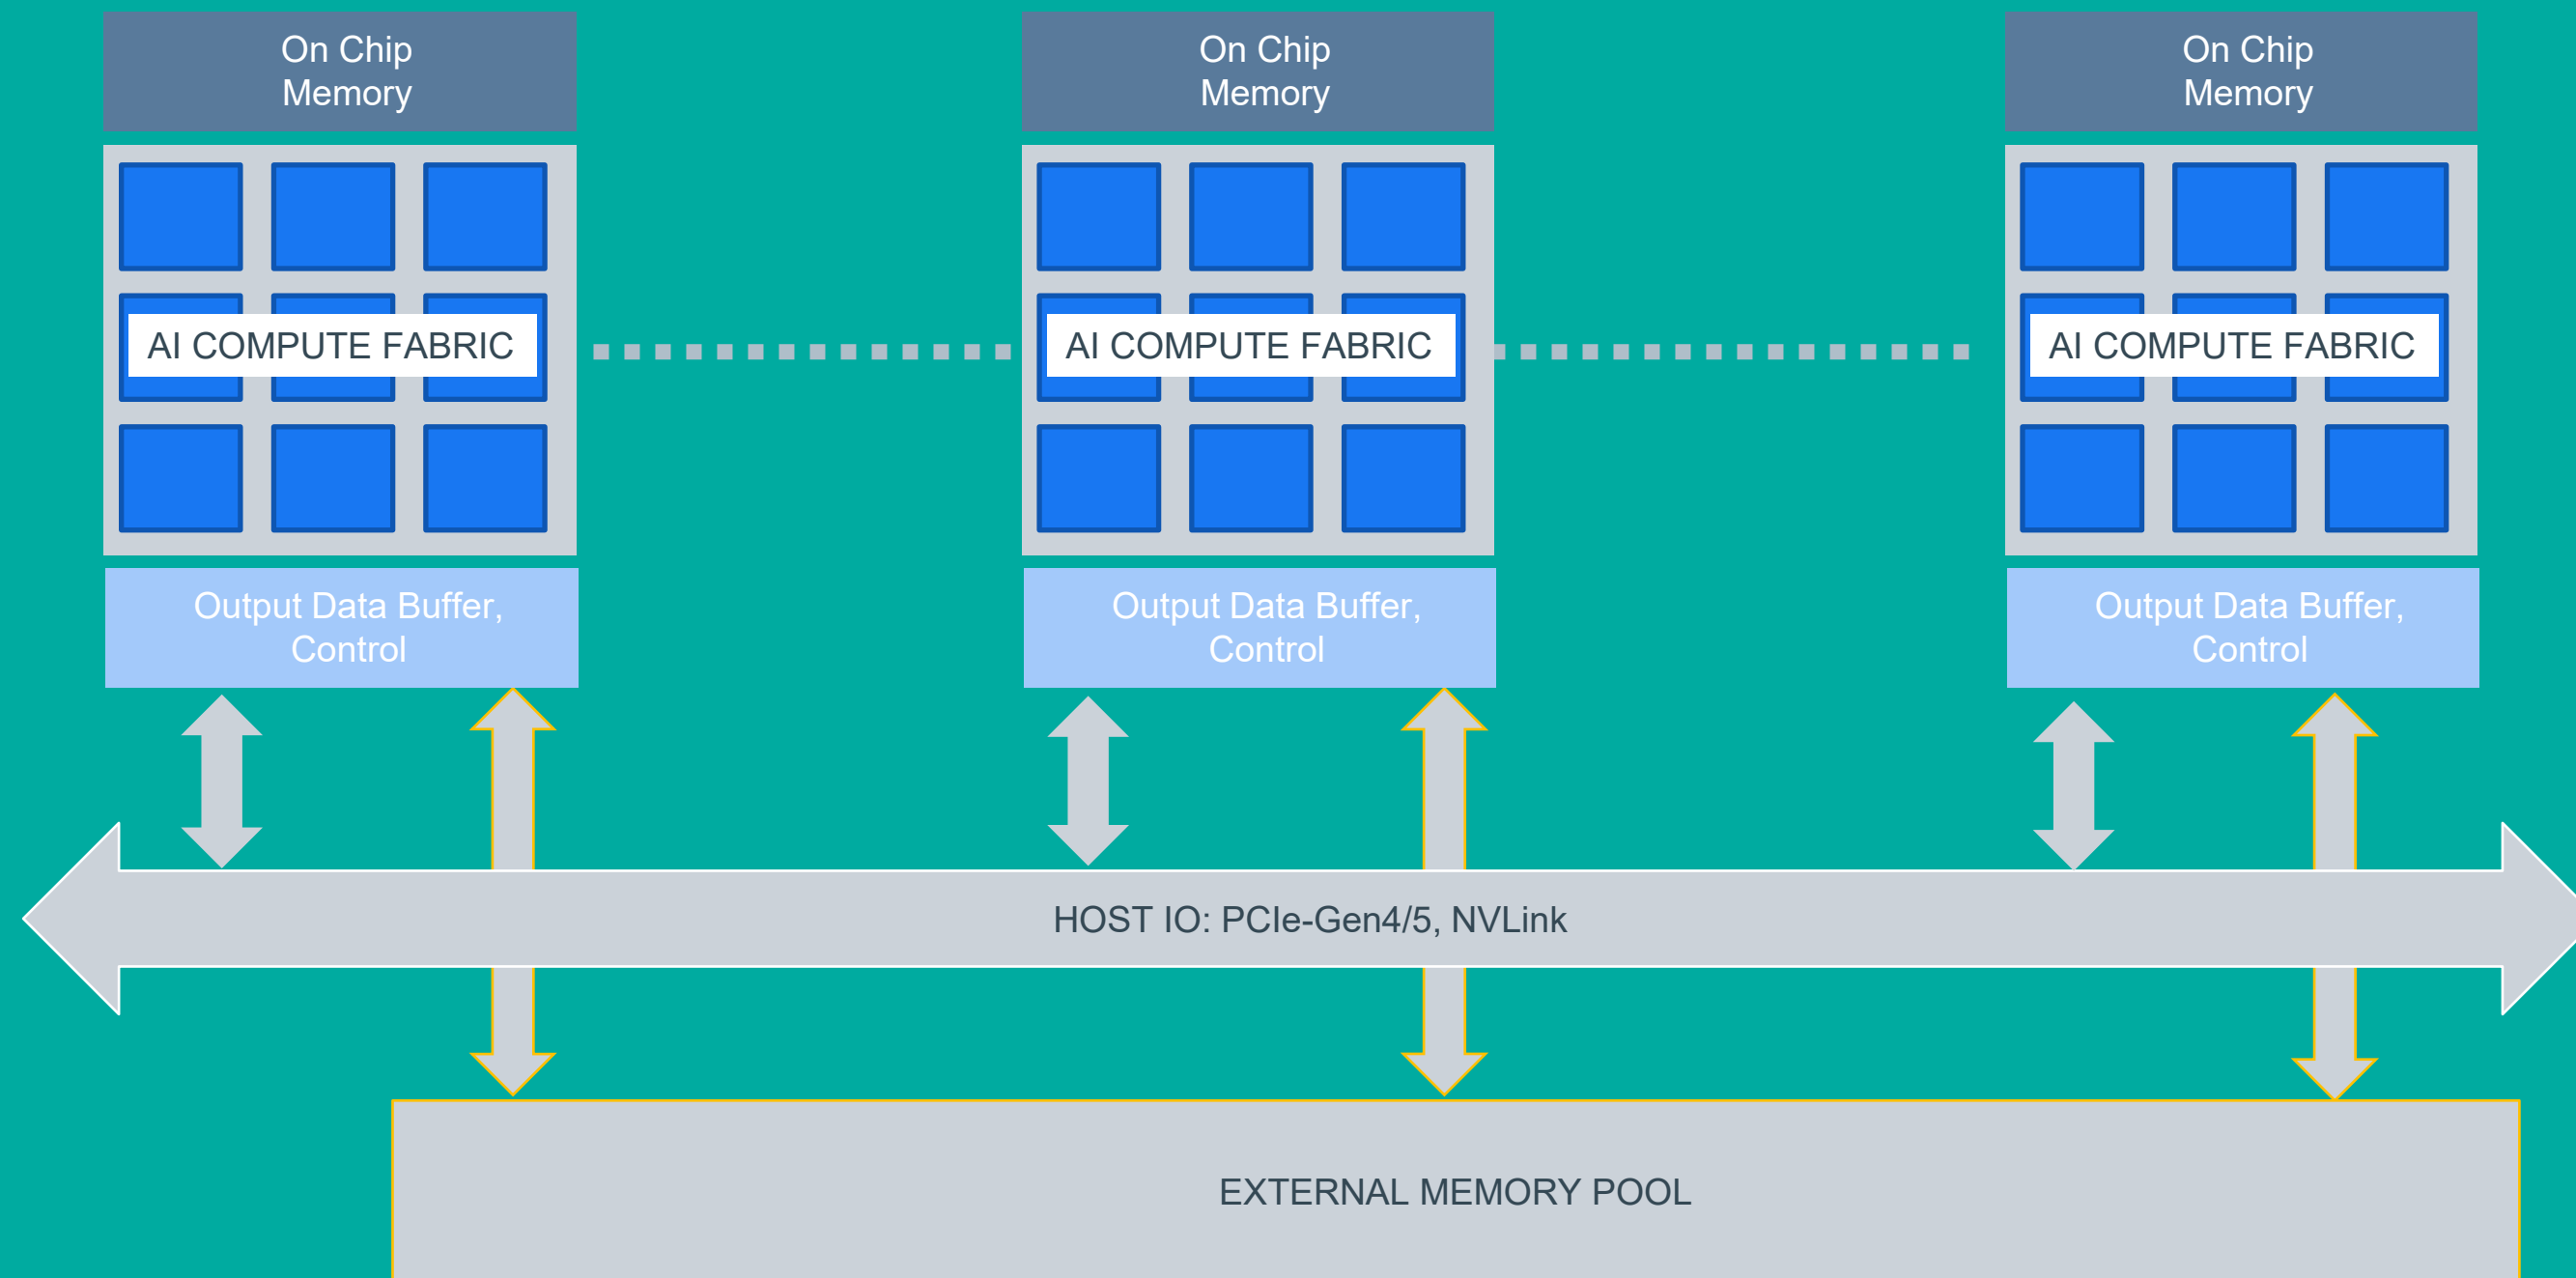 On Chip
Memory
On Chip
Memory
On Chip
Memory
AI COMPUTE FABRIC
AI COMPUTE FABRIC
AI COMPUTE FABRIC
Output Data Buffer,
Control
Output Data Buffer,
Control
Output Data Buffer,
Control
HOST IO: PCIe-Gen4/5, NVLink
EXTERNAL MEMORY POOL